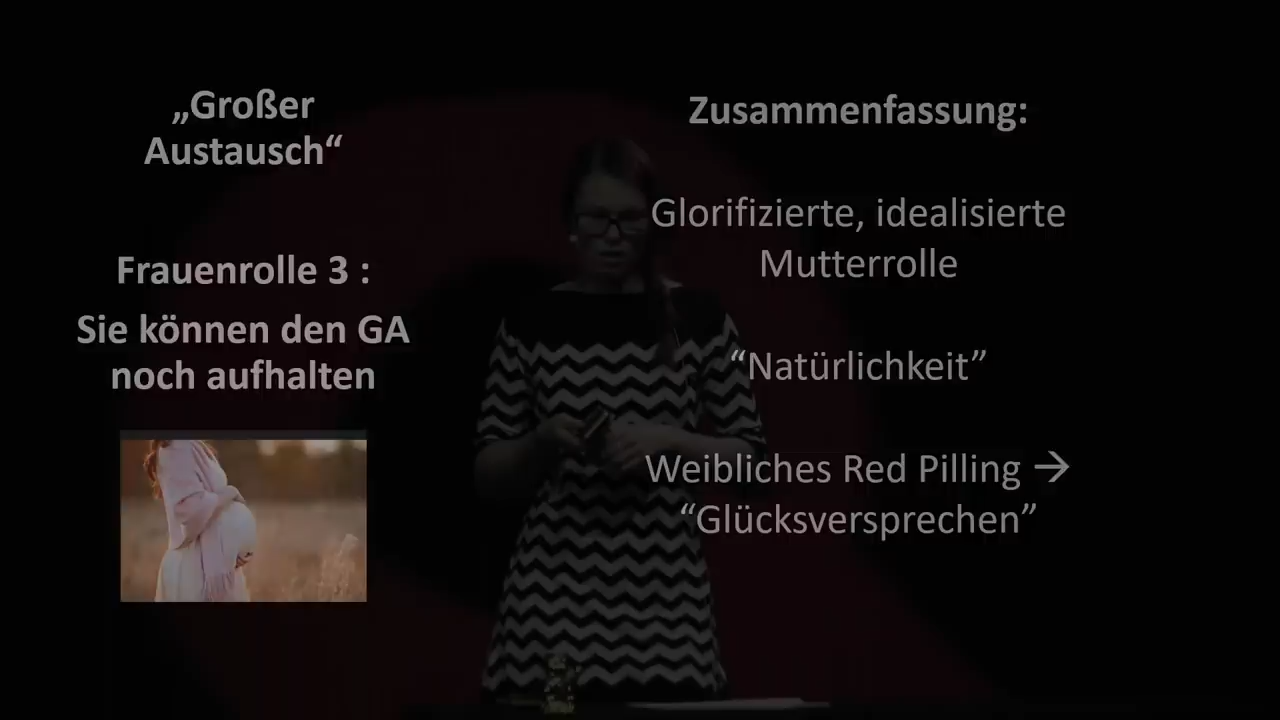 „Großer
Austausch“
Frauenrolle 3 :
Sie können den GA
noch aufhalten
Zusammenfassung:
Glorifizierte, idealisierte
Mutterrolle
“Natürlichkeit”
Weibliches Red Pilling →
“Glücksversprechen”